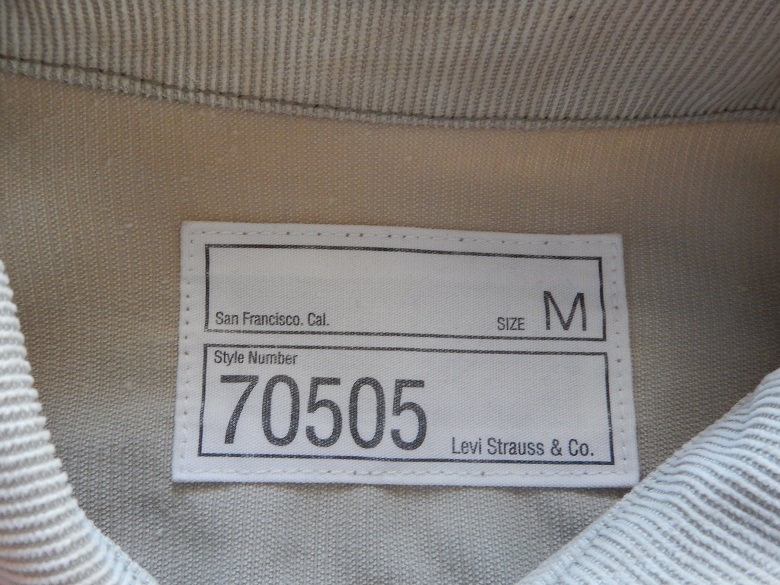 San Francisco. Cal. SIZE M
Style Number
70505 Levi Strauss & Co.